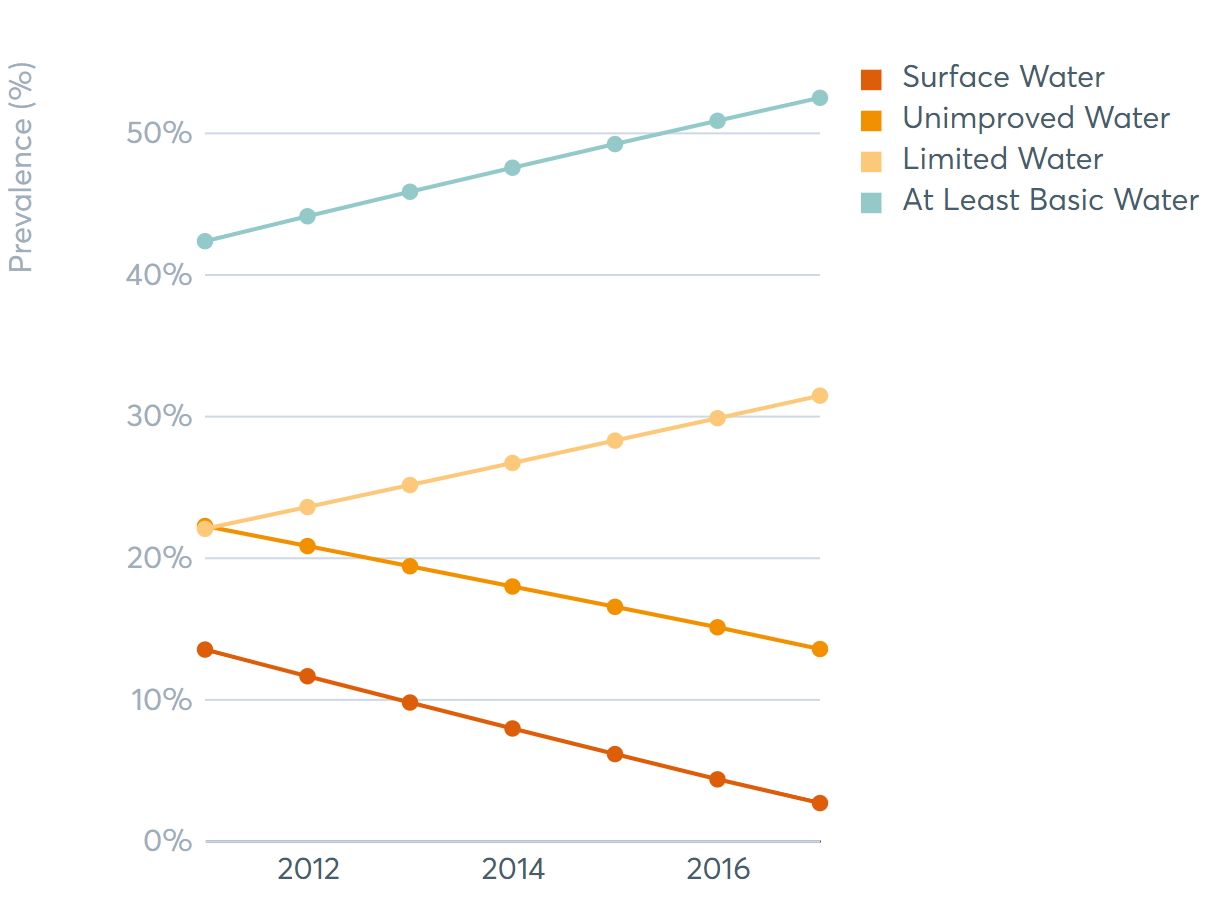 Prevalence (%)
50%
40%
30%
20%
10%
0%
2012
2014
2016
Surface Water
Unimproved Water
Limited Water
At Least Basic Water